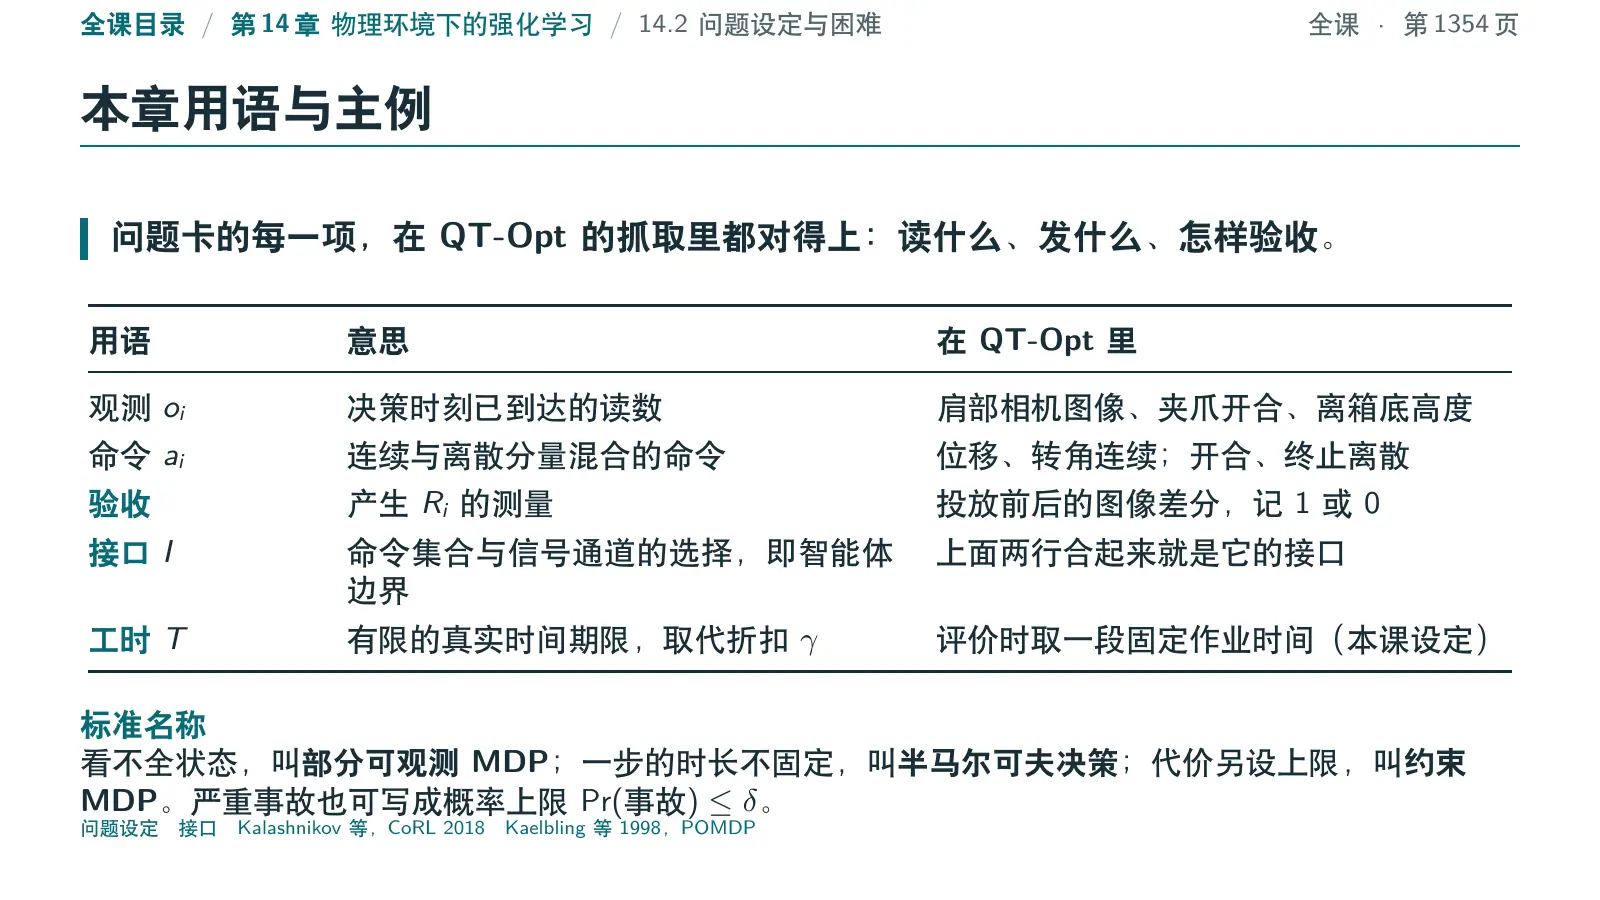 全课目录 / 第 14 章 物理环境下的强化学习 / 14.2 问题设定与困难
全课 · 第 1354 页
本章用语与主例
问题卡的每一项，在 QT-Opt 的抓取里都对得上：读什么、发什么、怎样验收。
用语 意思 在 QT-Opt 里
观测 oᵢ 决策时刻已到达的读数 肩部相机图像、夹爪开合、离箱底高度
命令 aᵢ 连续与离散分量混合的命令 位移、转角连续；开合、终止离散
验收 产生 Rᵢ 的测量 投放前后的图像差分，记 1 或 0
接口 I 命令集合与信号通道的选择，即智能体 上面两行合起来就是它的接口
边界
工时 T 有限的真实时间期限，取代折扣 γ 评价时取一段固定作业时间（本课设定）
标准名称
看不全状态，叫部分可观测 MDP；一步的时长不固定，叫半马尔可夫决策；代价另设上限，叫约束
MDP。严重事故也可写成概率上限 Pr(事故) ≤ δ。
问题设定 接口 Kalashnikov 等，CoRL 2018 Kaelbling 等 1998，POMDP